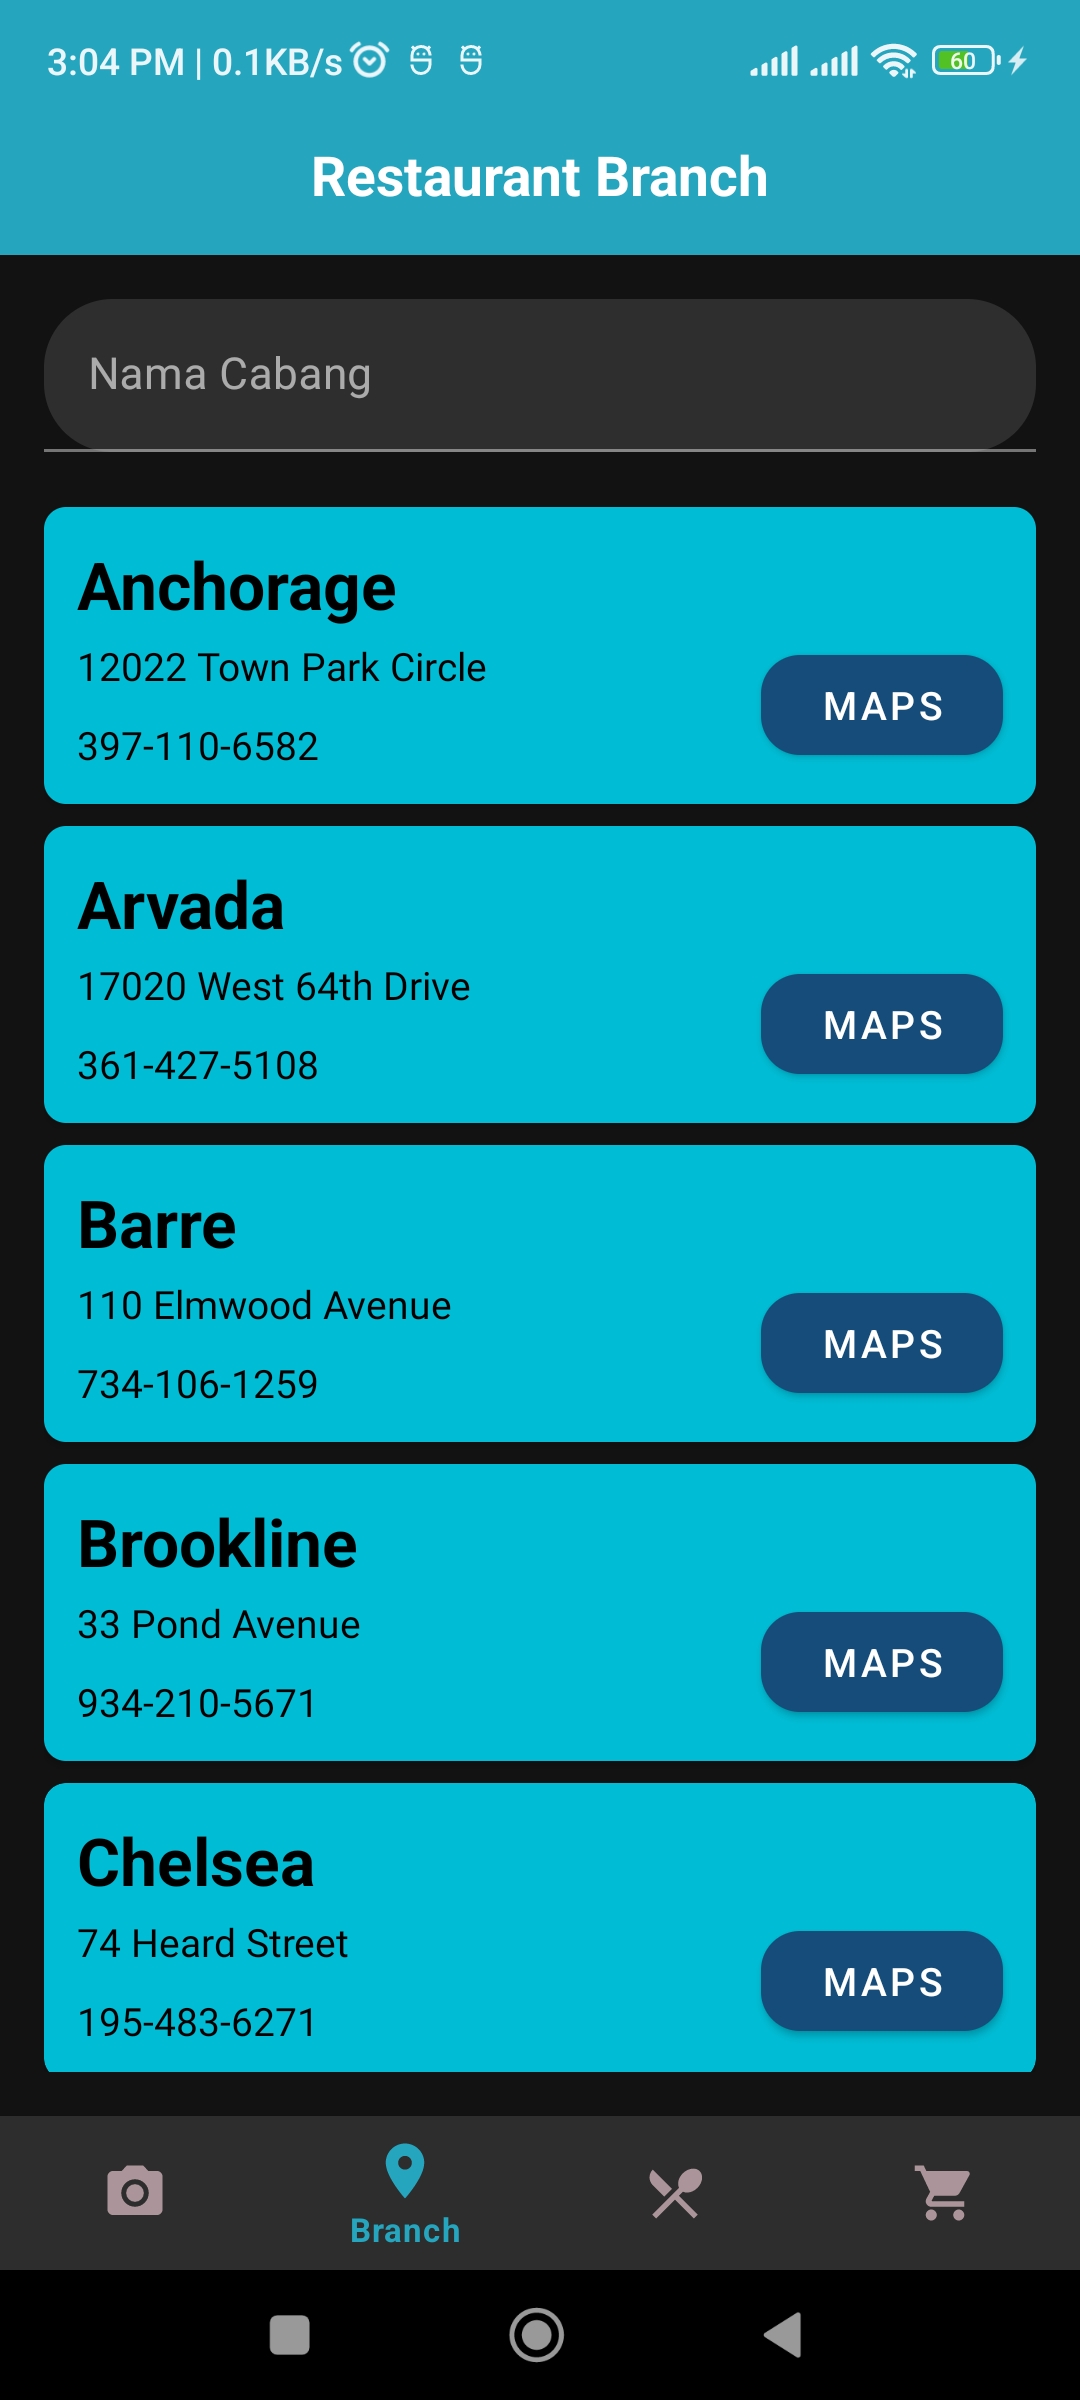 3:04 PM | 0.1KB/s
60
Restaurant Branch
Nama Cabang
Anchorage
12022 Town Park Circle
397-110-6582
MAPS
Arvada
17020 West 64th Drive
361-427-5108
MAPS
Barre
110 Elmwood Avenue
734-106-1259
MAPS
Brookline
33 Pond Avenue
934-210-5671
MAPS
Chelsea
74 Heard Street
195-483-6271
MAPS
Branch